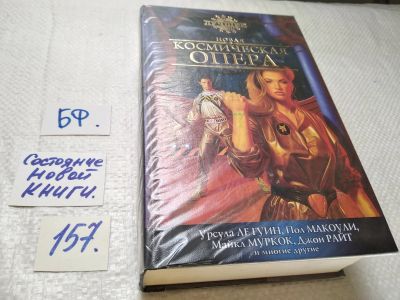 НОВАЯ
КОСМИЧЕСКАЯ
ОПЕРА
Урсула ЛЕ ГУИН, Пол МАКОУЛИ,
Майкл МУРКОК, Джон РАЙТ
и многие другие
БФ.
Состояние
новой
книги.
157.